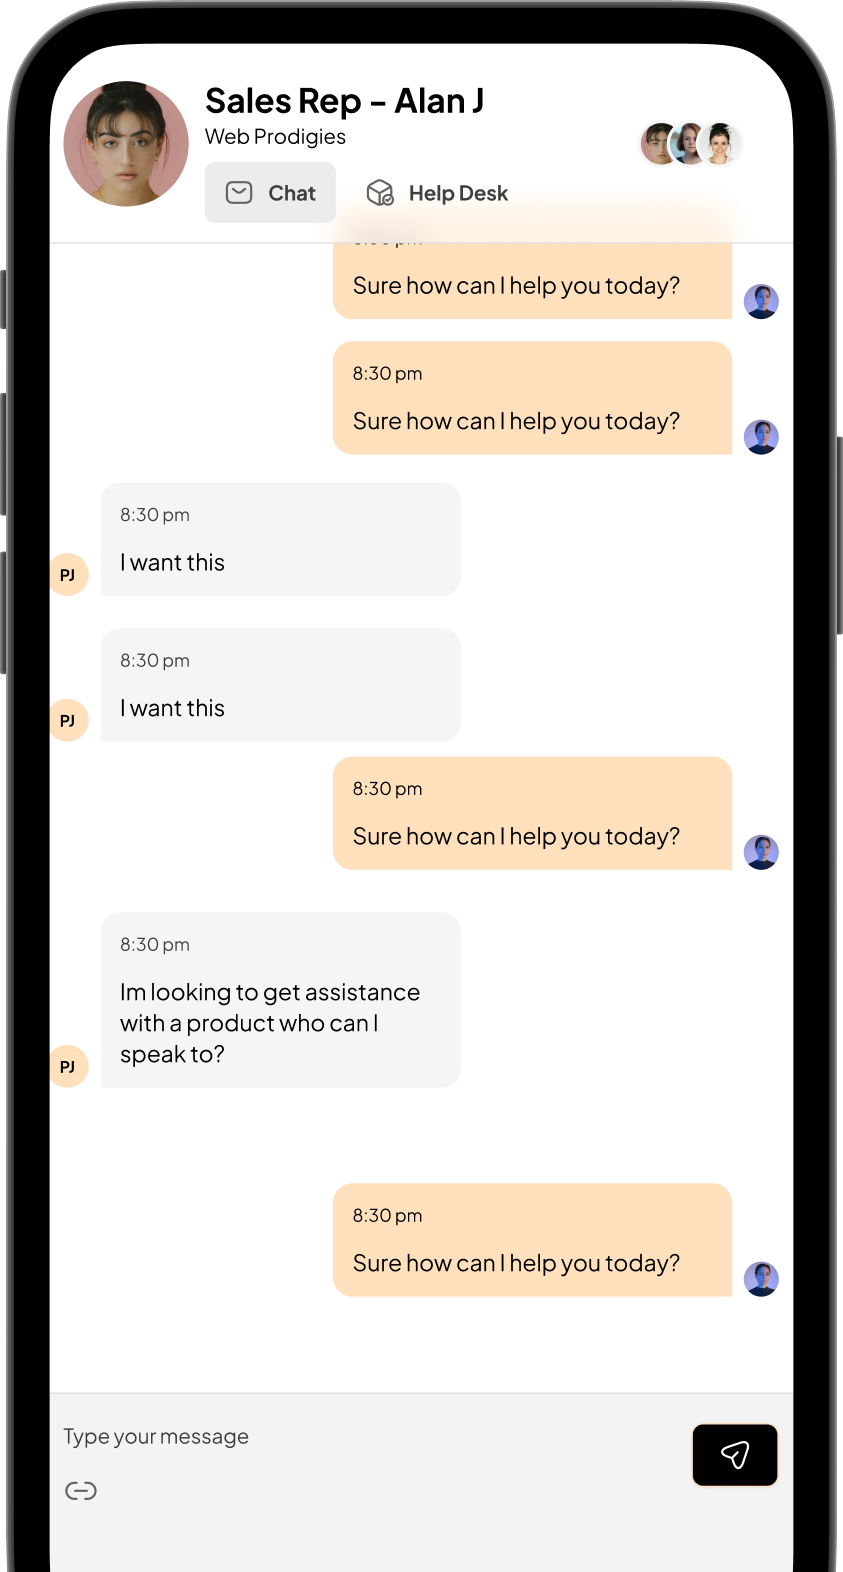 Sales Rep – Alan J
Web Prodigies
Chat
Help Desk
Sure how can I help you today?
8:30 pm
Sure how can I help you today?
8:30 pm
I want this
PJ
8:30 pm
I want this
PJ
8:30 pm
Sure how can I help you today?
8:30 pm
Im looking to get assistance
with a product who can I
speak to?
PJ
8:30 pm
Sure how can I help you today?
Type your message